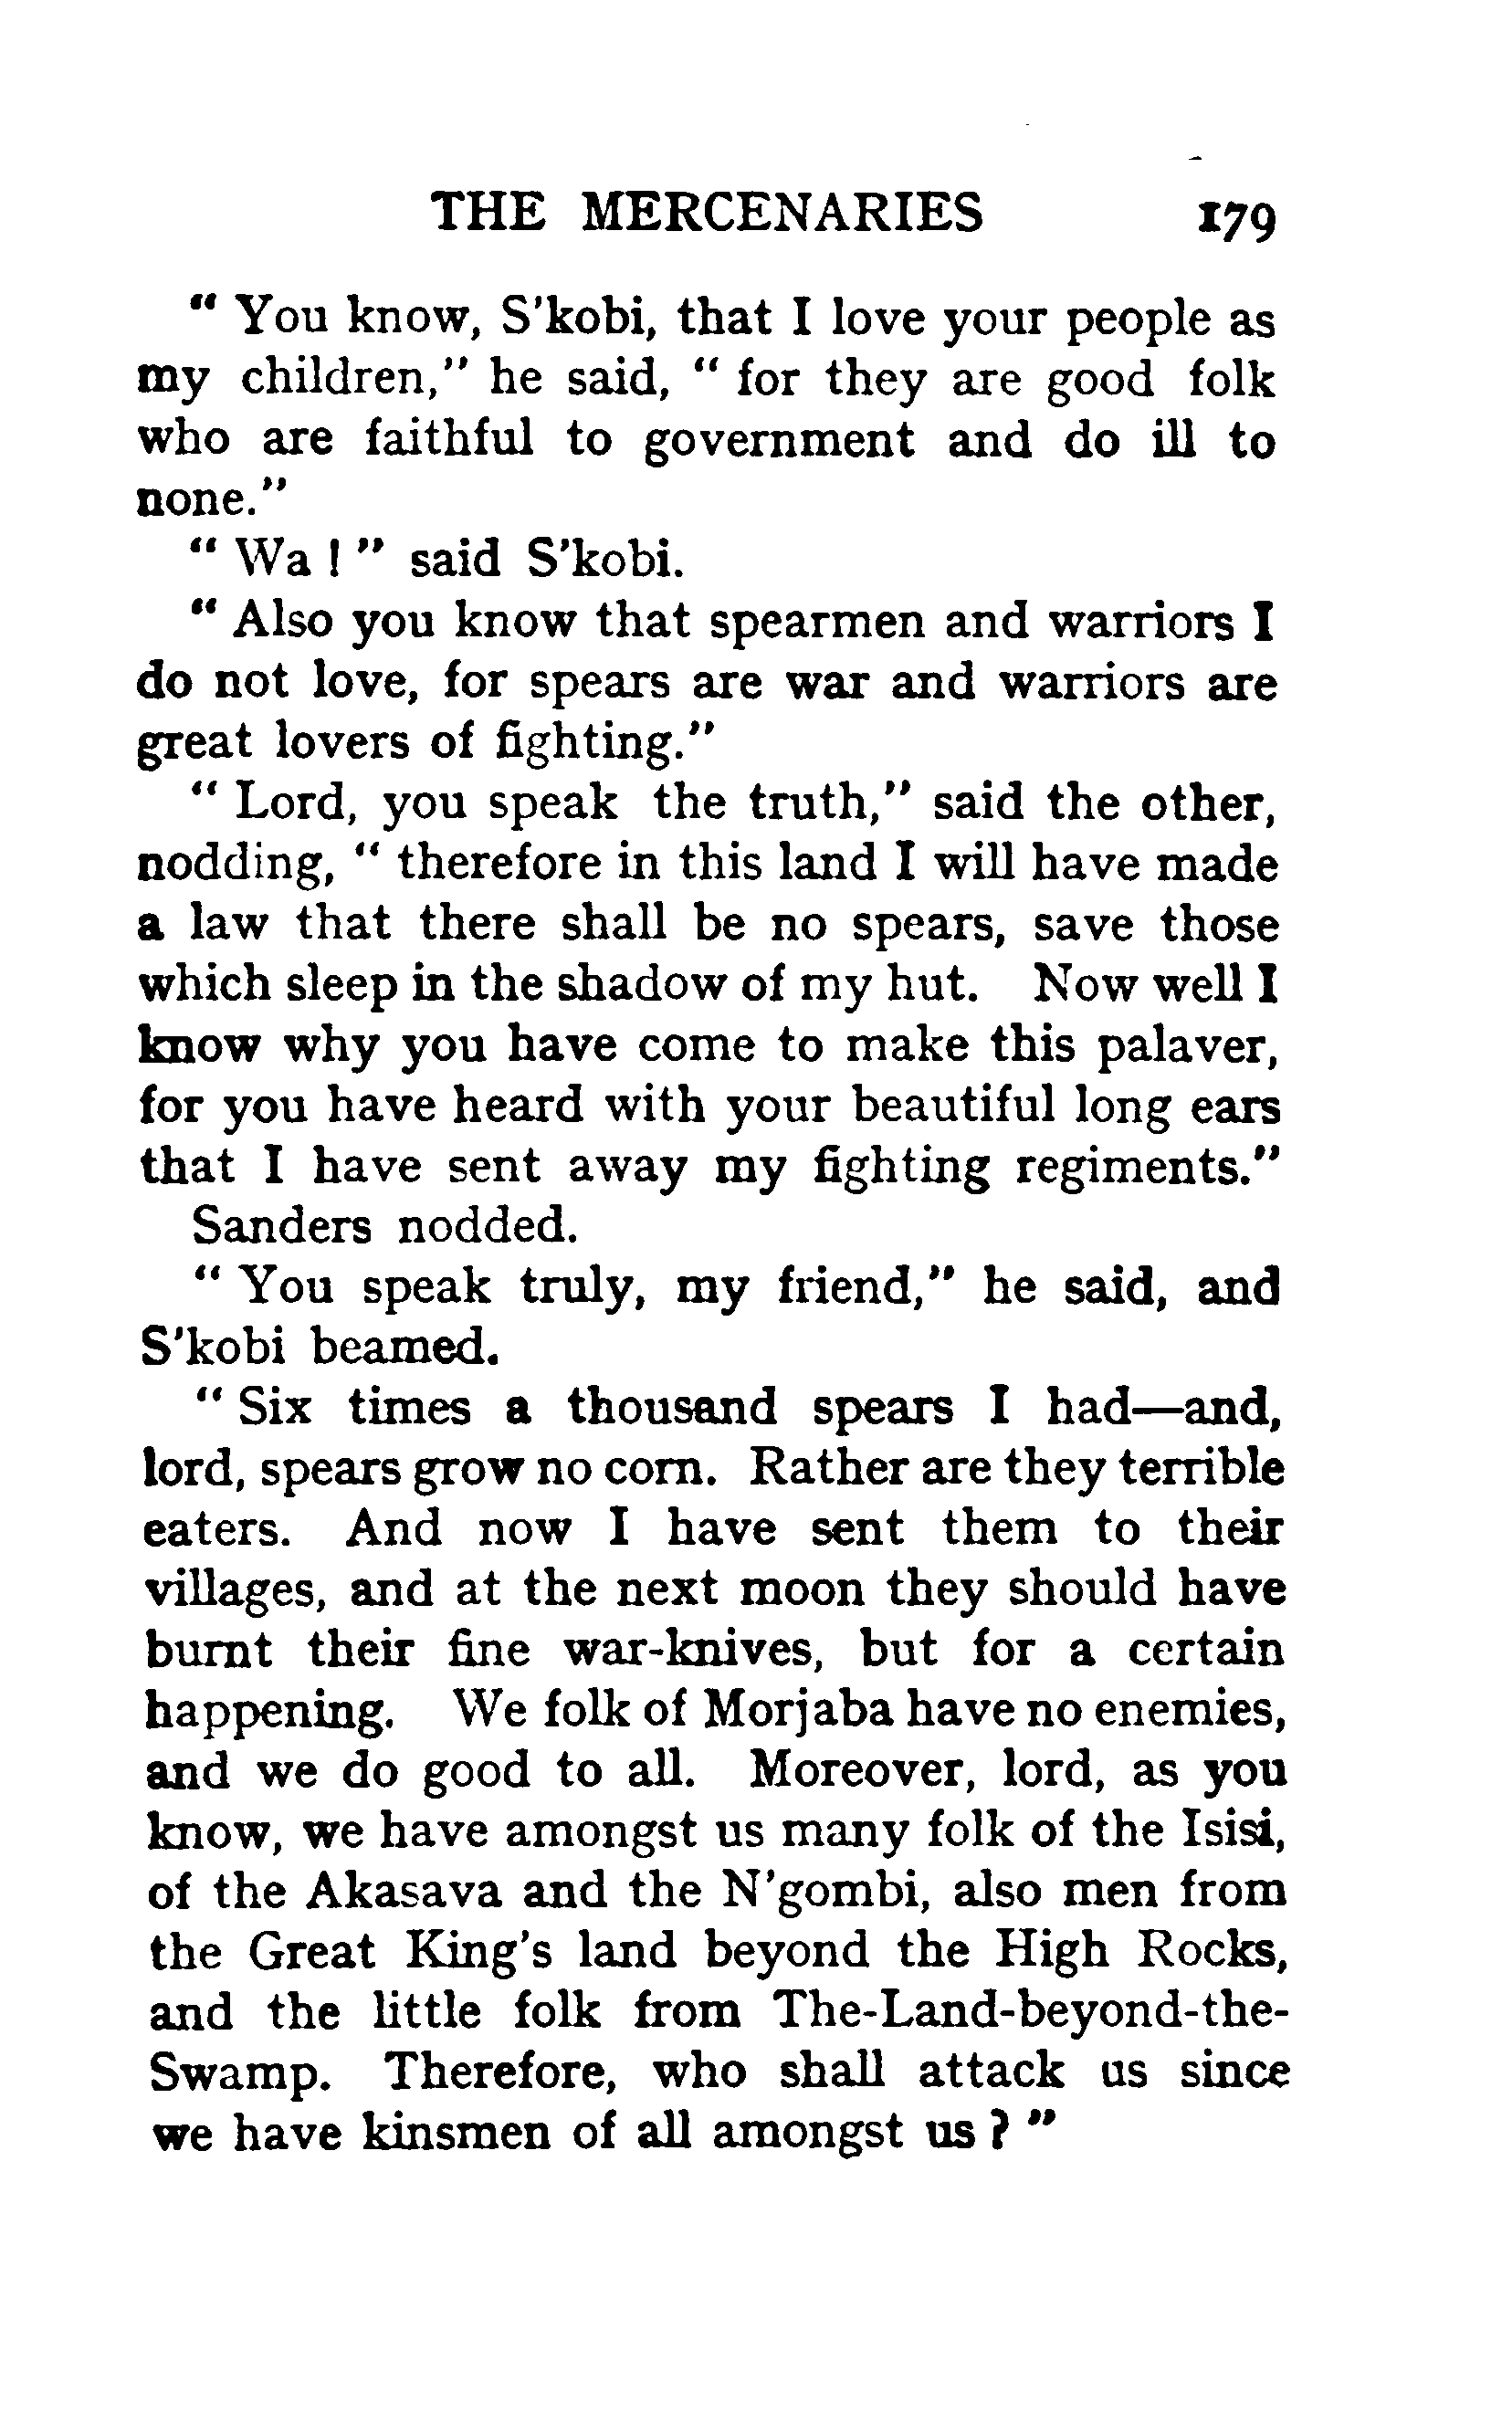 THE MERCENARIES 179
" You know, S'kobi, that I love your people as
my children," he said, " for they are good folk
who are faithful to government and do ill to
none."
" Wa ! " said S'kobi.
" Also you know that spearmen and warriors I
do not love, for spears are war and warriors are
great lovers of fighting."
" Lord, you speak the truth," said the other,
nodding, " therefore in this land I will have made
a law that there shall be no spears, save those
which sleep in the shadow of my hut. Now well I
know why you have come to make this palaver,
for you have heard with your beautiful long ears
that I have sent away my fighting regiments."
Sanders nodded.
" You speak truly, my friend," he said, and
S'kobi beamed.
" Six times a thousand spears I had—and,
lord, spears grow no corn. Rather are they terrible
eaters. And now I have sent them to their
villages, and at the next moon they should have
burnt their fine war-knives, but for a certain
happening. We folk of Morjaba have no enemies,
and we do good to all. Moreover, lord, as you
know, we have amongst us many folk of the Isisi,
of the Akasava and the N'gombi, also men from
the Great King's land beyond the High Rocks,
and the little folk from The-Land-beyond-the-
Swamp. Therefore, who shall attack us since
we have kinsmen of all amongst us ? "